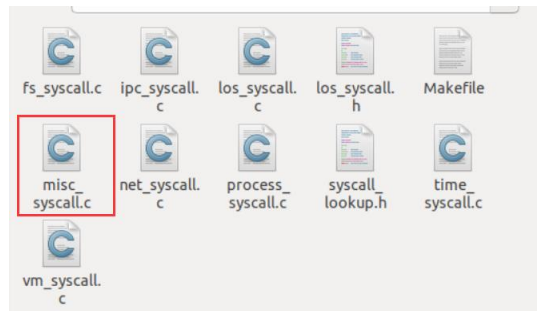 fs_syscall.c
ipc_syscall.
c
los_syscall.
c
los_syscall.
h
Makefile
misc_
syscall.c
net_syscall.
c
process_
syscall.c
syscall_
lookup.h
time_
syscall.c
vm_syscall.
c